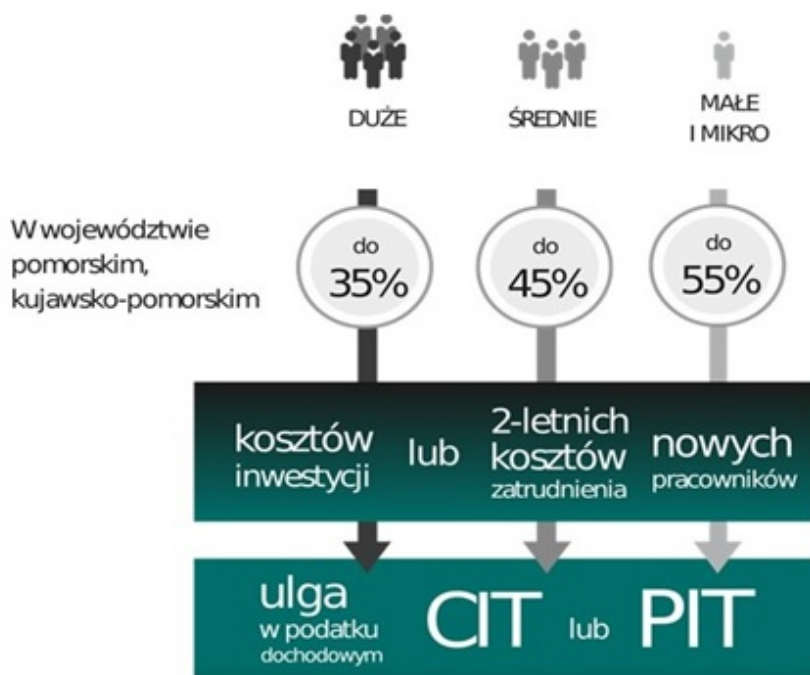 DUŻE
ŚREDNIE
MAŁE
I MIKRO
W województwie
pomorskim,
kujawsko-pomorskim
do
35%
do
45%
do
55%
kosztów
inwestycji
lub
2-letnich
kosztów
zatrudnienia
nowych
pracowników
ulga
w podatku
dochodowym
CIT
lub
PIT